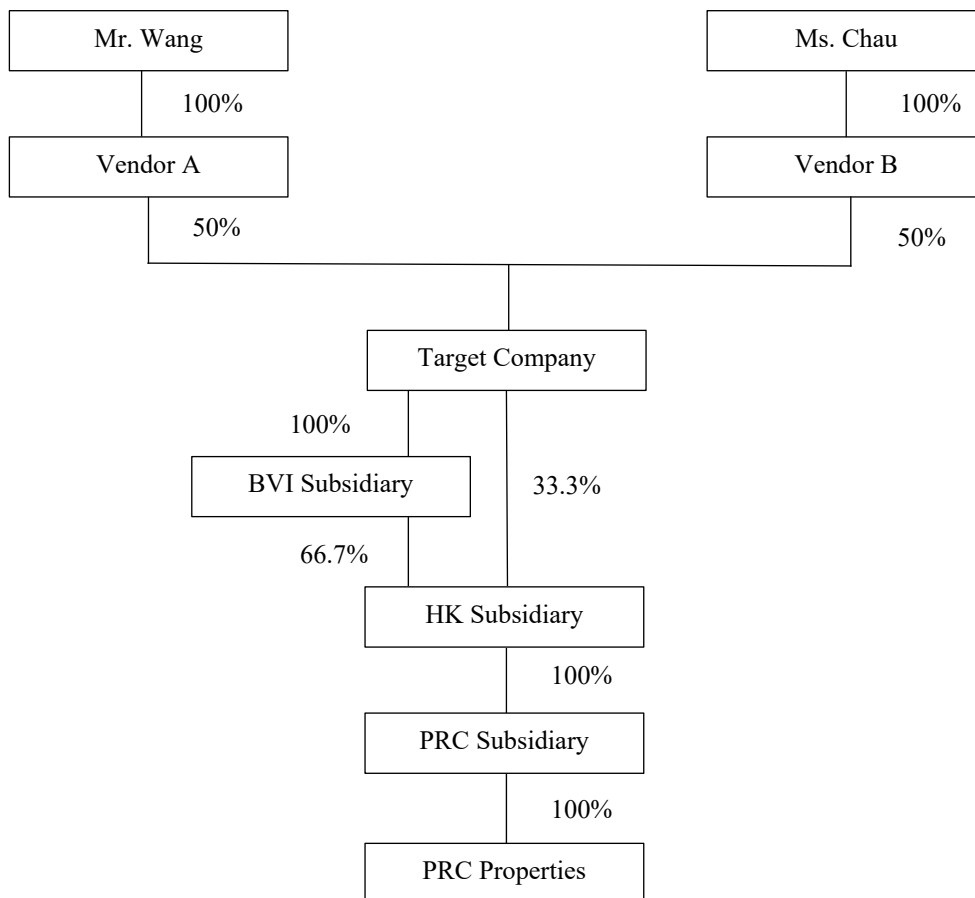 Mr. Wang
Ms. Chau
100%
100%
Vendor A
Vendor B
50%
50%
Target Company
100%
BVI Subsidiary
33.3%
66.7%
HK Subsidiary
100%
PRC Subsidiary
100%
PRC Properties